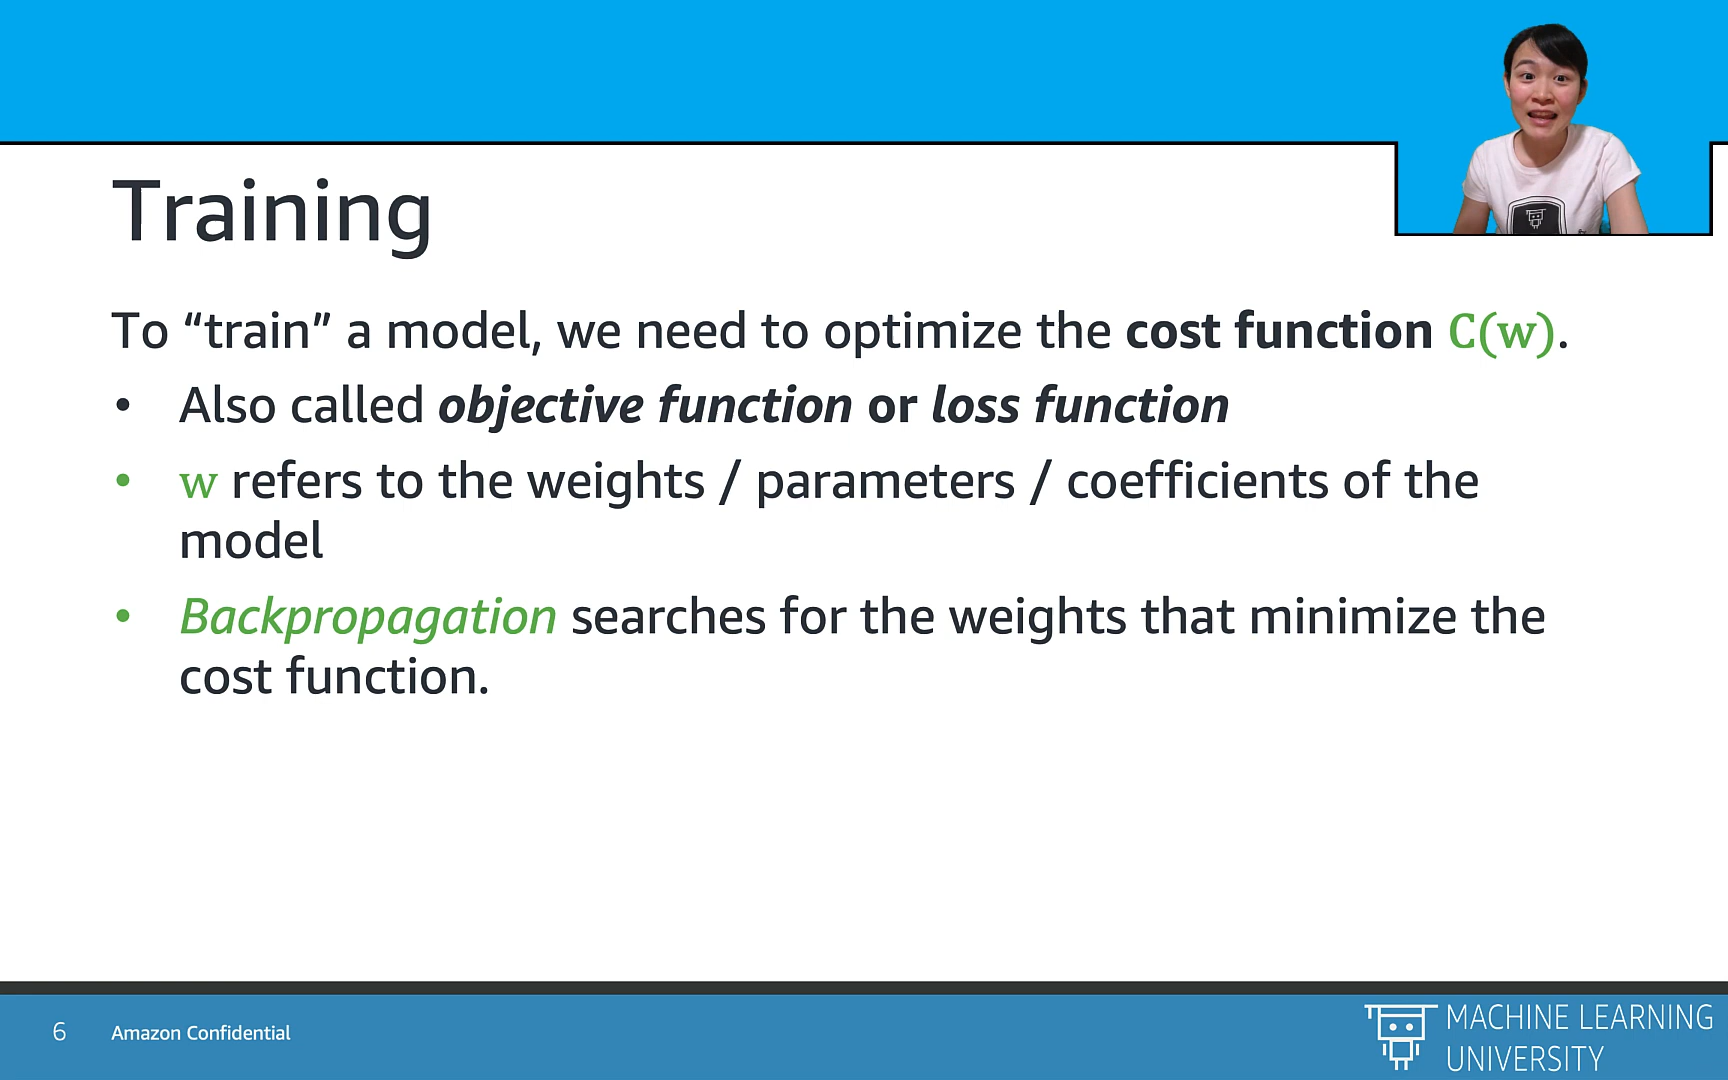 Training
To “train” a model, we need to optimize the cost function C(w).
• Also called objective function or loss function
• w refers to the weights / parameters / coefficients of the
model
• Backpropagation searches for the weights that minimize the
cost function.
6 Amazon Confidential
MACHINE LEARNING
UNIVERSITY